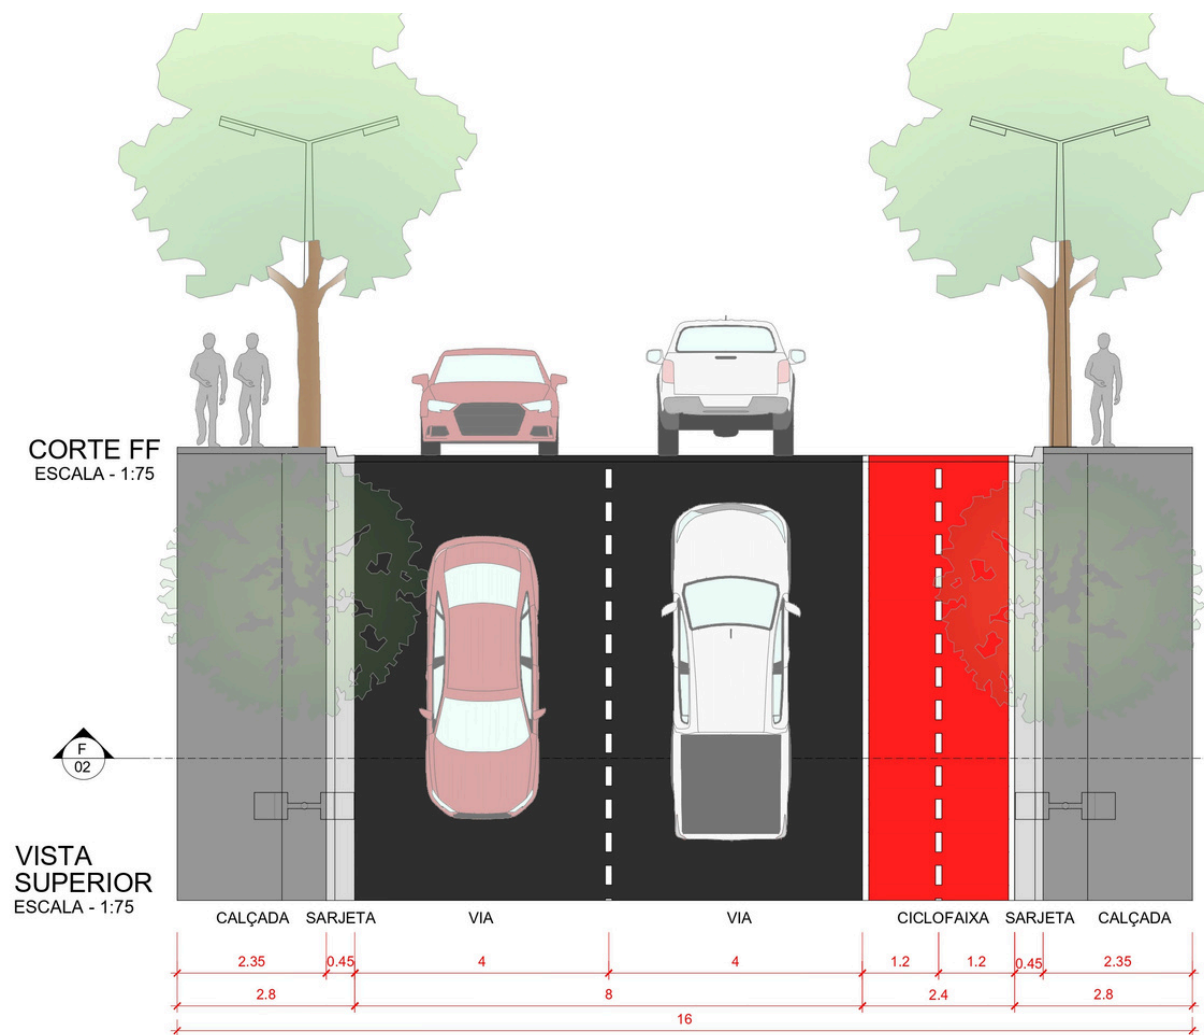 CORTE FF
ESCALA - 1:75
F
02
VISTA
SUPERIOR
ESCALA - 1:75
CALÇADA SARJETA VIA VIA CICLOFAIXA SARJETA CALÇADA
2.35 0.45 4 4 1.2 1.2 0.45 2.35
2.8 8 2.4 2.8
16